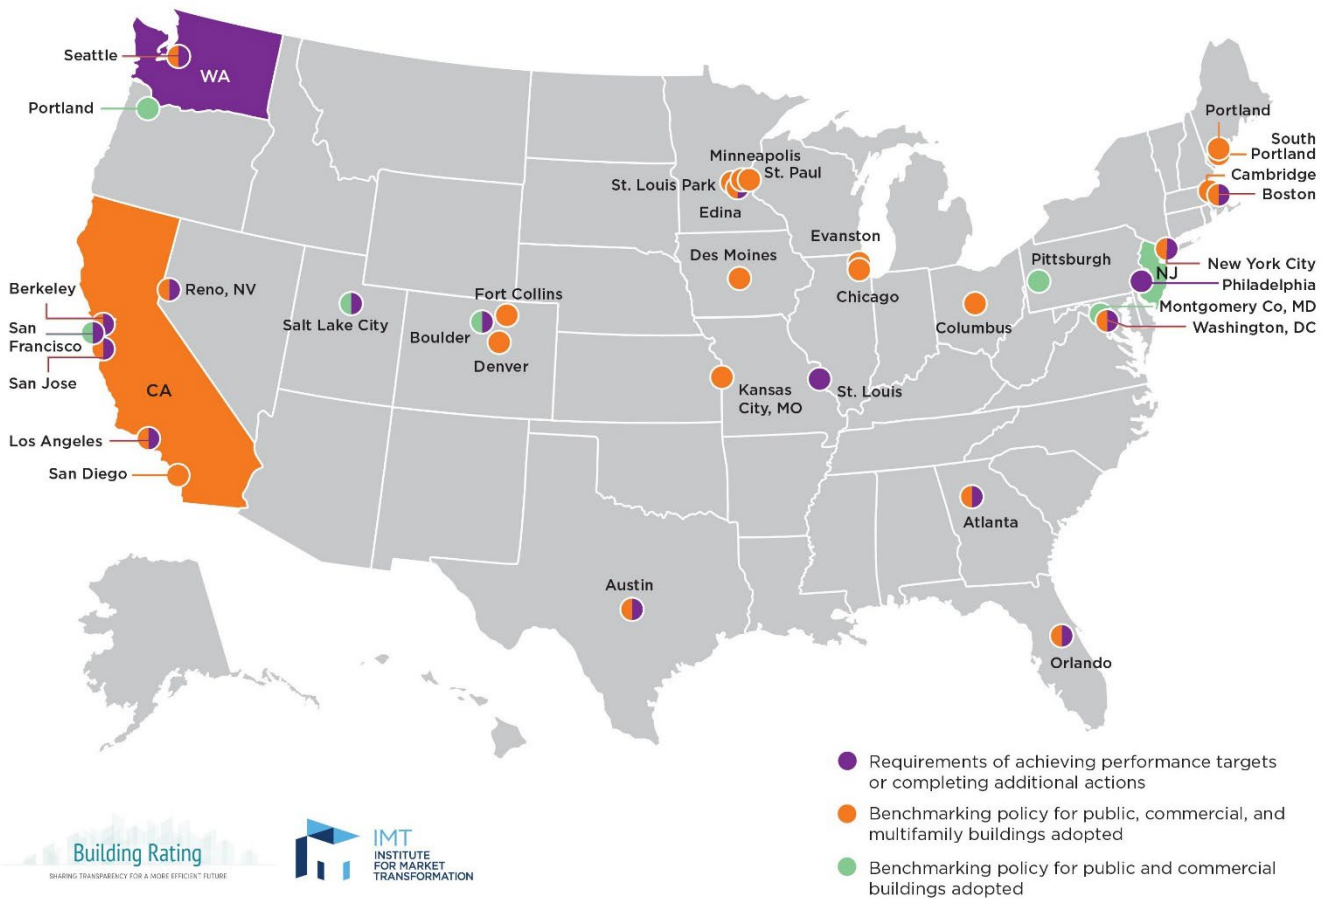 Seattle
WA
Portland
Berkeley
San
Francisco
San Jose
CA
Los Angeles
San Diego
Reno, NV
Salt Lake City
Fort Collins
Boulder
Denver
Minneapolis
St. Paul
St. Louis Park
Edina
Des Moines
Evanston
Chicago
Kansas
City, MO
St. Louis
Columbus
Pittsburgh
NJ
Portland
South
Portland
Cambridge
Boston
New York City
Philadelphia
Montgomery Co, MD
Washington, DC
Atlanta
Austin
Orlando
Requirements of achieving performance targets
or completing additional actions
Benchmarking policy for public, commercial, and
multifamily buildings adopted
Benchmarking policy for public and commercial
buildings adopted
Building Rating
SHARING TRANSPARENCY FOR A MORE EFFICIENT FUTURE
IMT
INSTITUTE
FOR MARKET
TRANSFORMATION